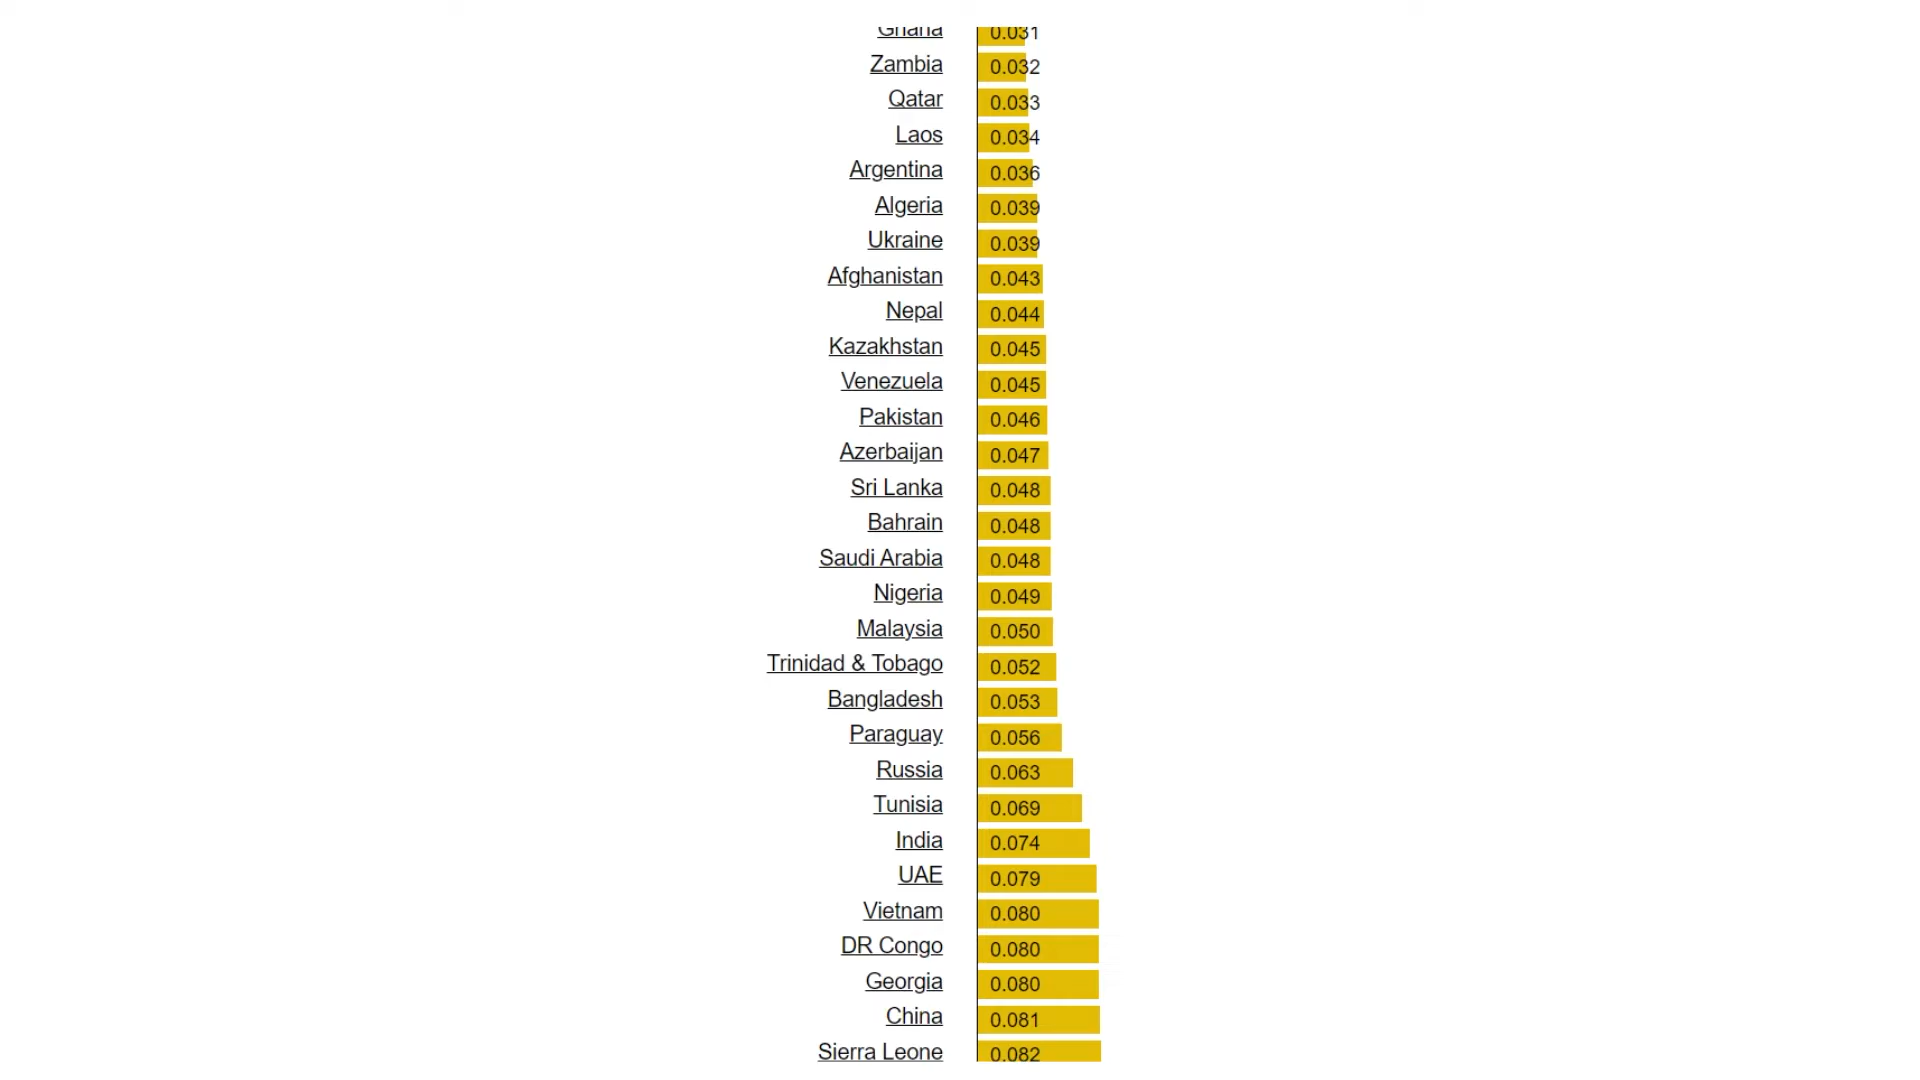 Ghana 0.031
Zambia 0.032
Qatar 0.033
Laos 0.034
Argentina 0.036
Algeria 0.039
Ukraine 0.039
Afghanistan 0.043
Nepal 0.044
Kazakhstan 0.045
Venezuela 0.045
Pakistan 0.046
Azerbaijan 0.047
Sri Lanka 0.048
Bahrain 0.048
Saudi Arabia 0.048
Nigeria 0.049
Malaysia 0.050
Trinidad & Tobago 0.052
Bangladesh 0.053
Paraguay 0.056
Russia 0.063
Tunisia 0.069
India 0.074
UAE 0.079
Vietnam 0.080
DR Congo 0.080
Georgia 0.080
China 0.081
Sierra Leone 0.082